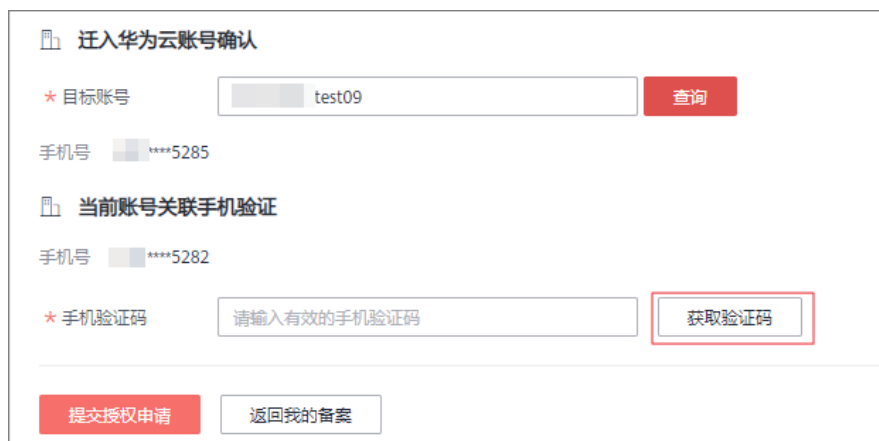 迁入华为云账号确认
* 目标账号 test09 查询
手机号 ****5285
当前账号关联手机验证
手机号 ****5282
* 手机验证码 请输入有效的手机验证码 获取验证码
提交授权申请 返回我的备案